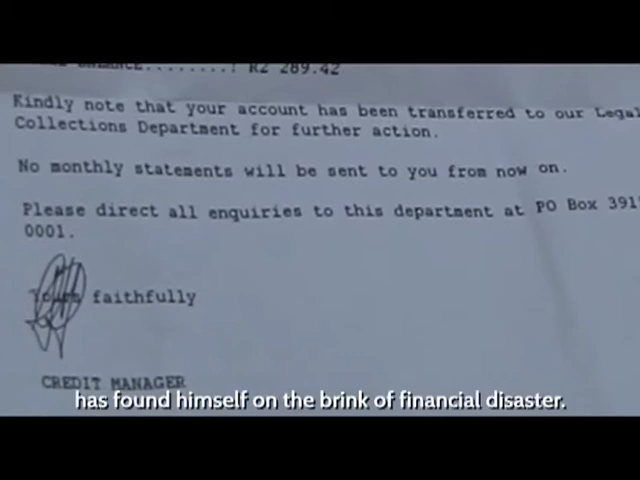 BALANCE........: R2 289.42
Kindly note that your account has been transferred to our Legal
Collections Department for further action.
No monthly statements will be sent to you from now on.
Please direct all enquiries to this department at PO Box 391
0001.
Yours faithfully
CREDIT MANAGER
has found himself on the brink of financial disaster.